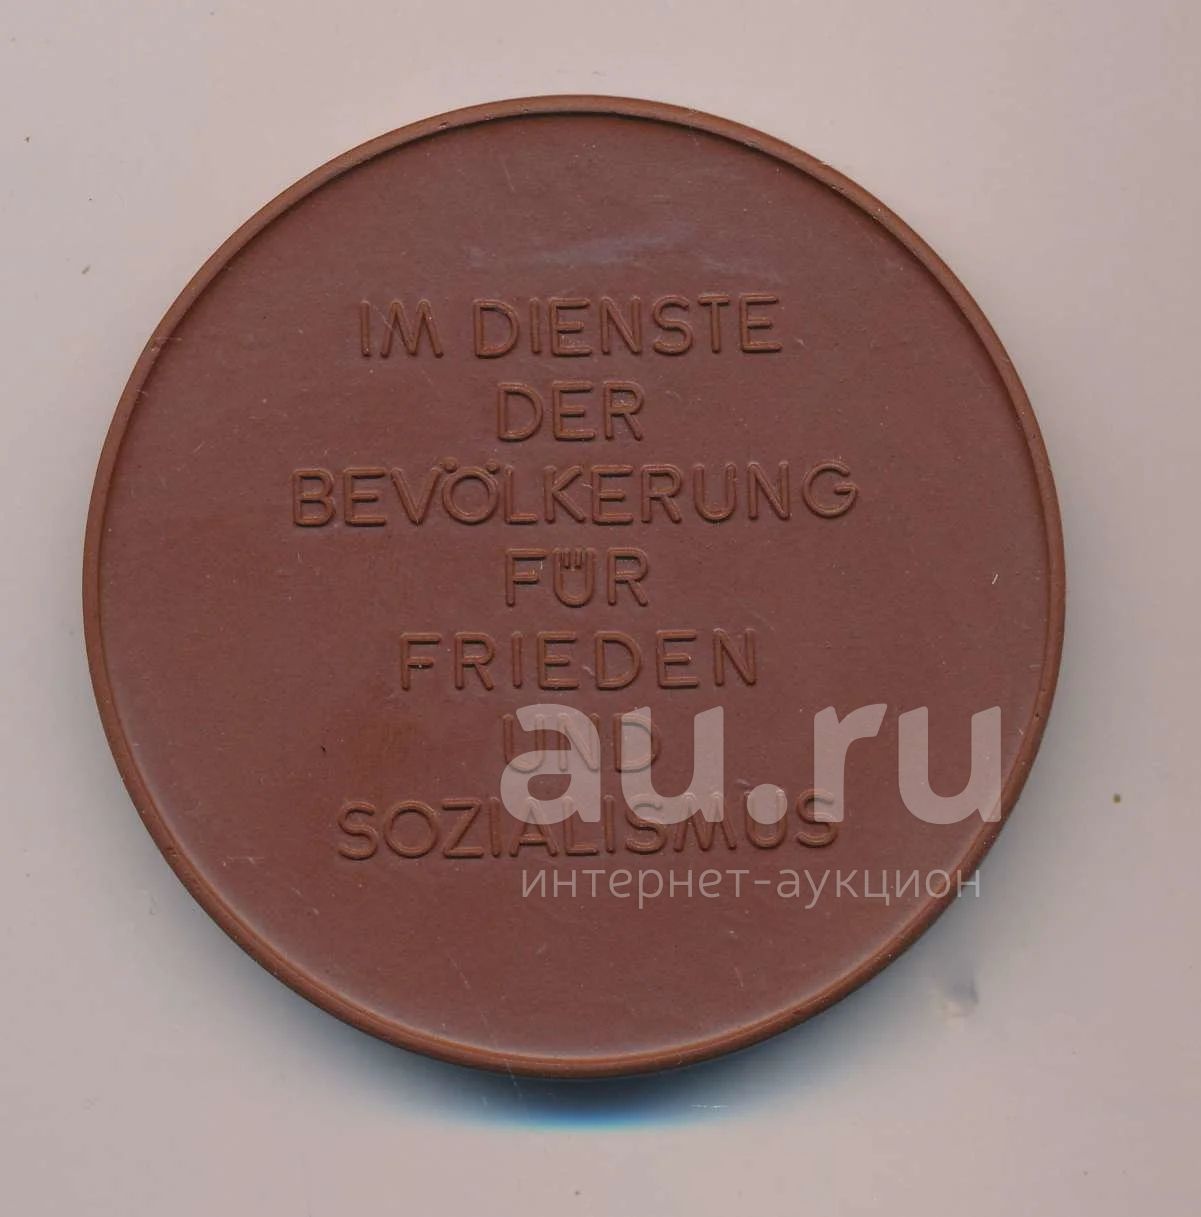 IM DIENSTE
DER
BEVÖLKERUNG
FÜR
FRIEDEN
UND
SOZIALISMUS
au.ru
интернет-аукцион